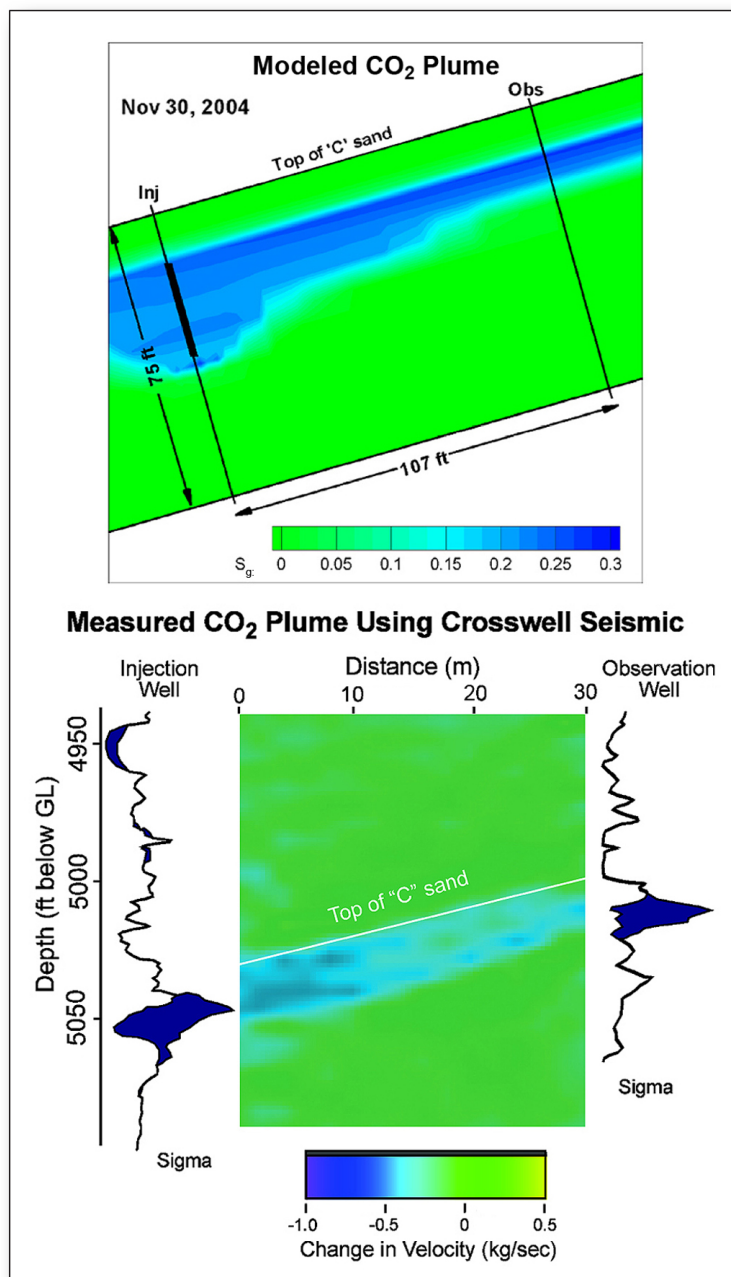 Modeled CO₂ Plume
Nov 30, 2004
Obs
Top of 'C' sand
Inj
75 ft
107 ft
Sg: 0 0.05 0.1 0.15 0.2 0.25 0.3
Measured CO₂ Plume Using Crosswell Seismic
Injection
Well
Distance (m)
Observation
Well
0 10 20 30
Depth (ft below GL)
4950
5000
5050
Top of “C” sand
Sigma
Sigma
-1.0 -0.5 0 0.5
Change in Velocity (kg/sec)